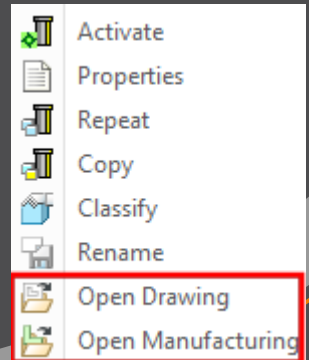 Activate
Properties
Repeat
Copy
Classify
Rename
Open Drawing
Open Manufacturing